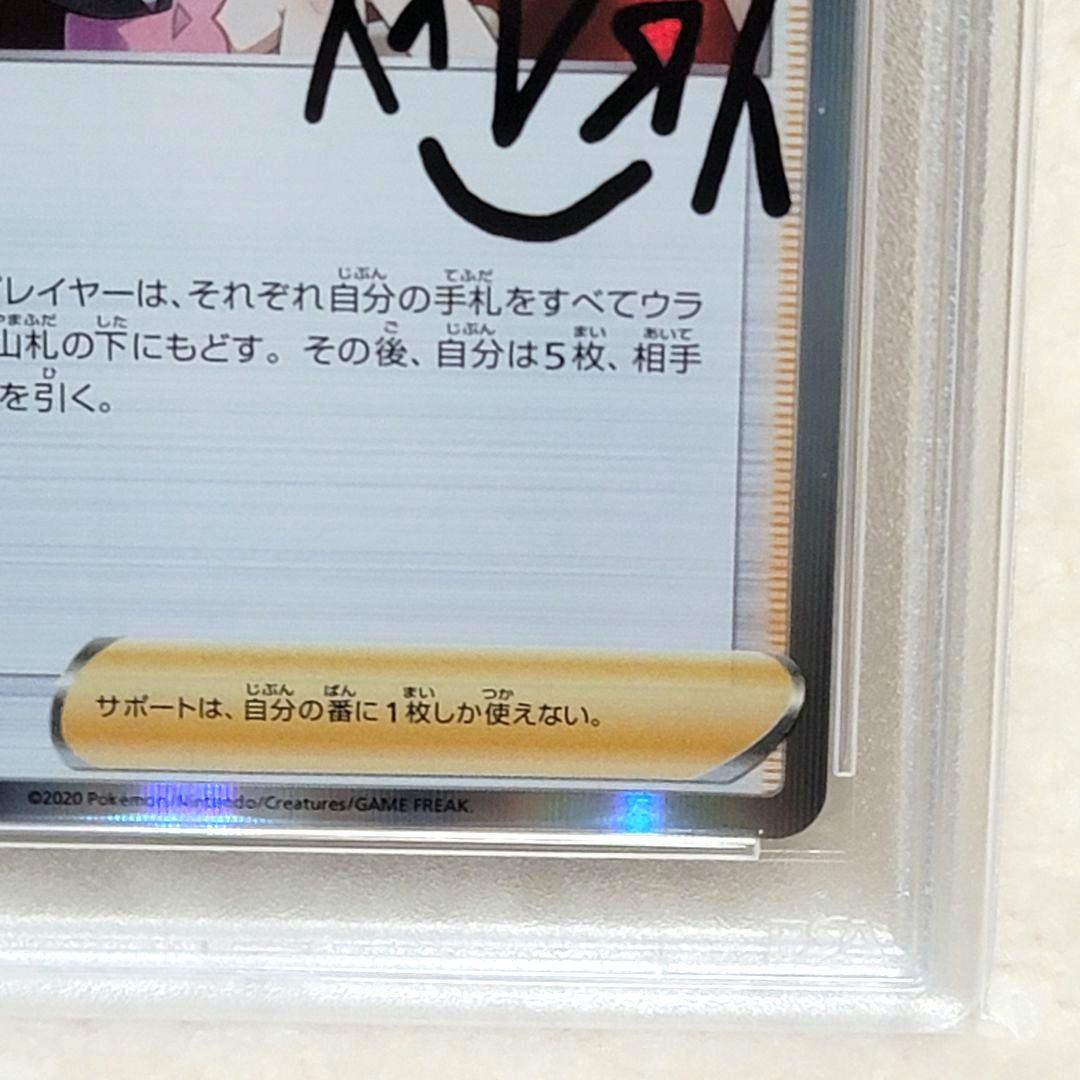 レイヤーは、それぞれ自分の手札をすべてウラ
山札の下にもどす。その後、自分は5枚、相手
を引く。
サポートは、自分の番に1枚しか使えない。
©2020 Pokémon/Nintendo/Creatures/GAME FREAK.
PSA